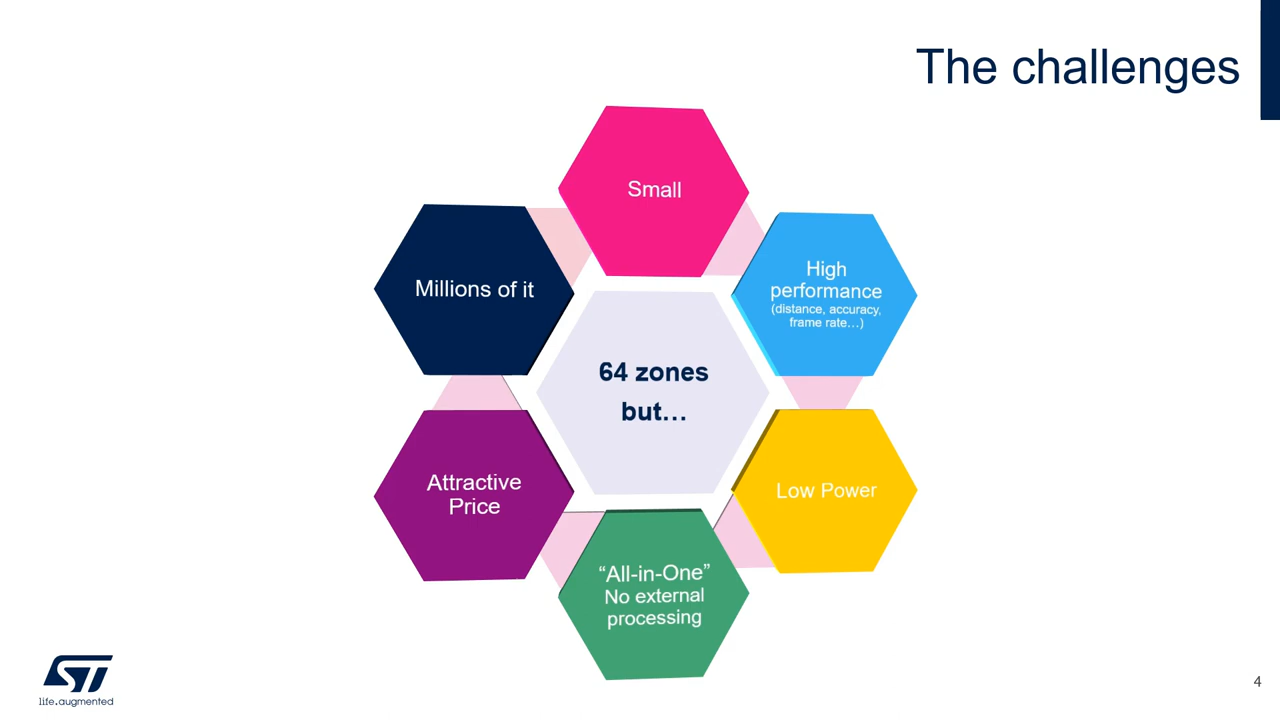 The challenges
Small
High
performance
(distance, accuracy,
frame rate...)
Low Power
“All-in-One”
No external
processing
Attractive
Price
Millions of it
64 zones
but...
ST
life.augmented
4